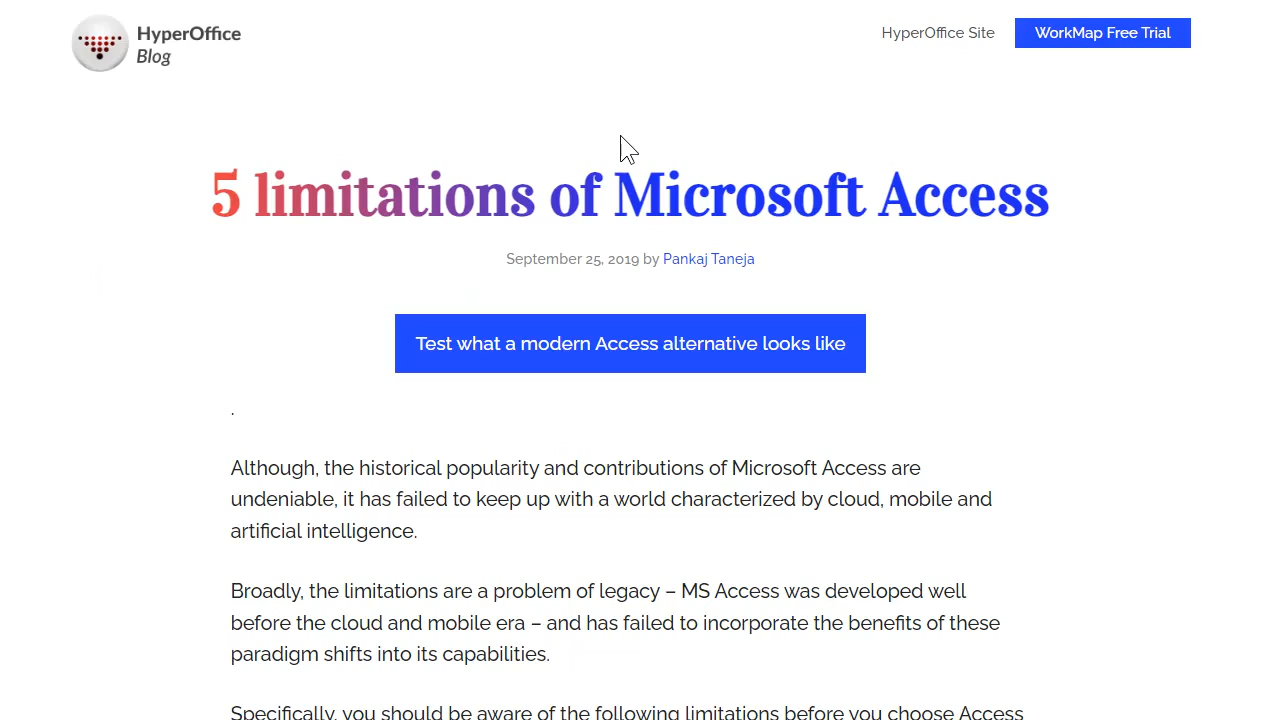 HyperOffice
Blog
HyperOffice Site
WorkMap Free Trial
5 limitations of Microsoft Access
September 25, 2019 by Pankaj Taneja
Test what a modern Access alternative looks like
.
Although, the historical popularity and contributions of Microsoft Access are
undeniable, it has failed to keep up with a world characterized by cloud, mobile and
artificial intelligence.
Broadly, the limitations are a problem of legacy – MS Access was developed well
before the cloud and mobile era – and has failed to incorporate the benefits of these
paradigm shifts into its capabilities.
Specifically, you should be aware of the following limitations before you choose Access